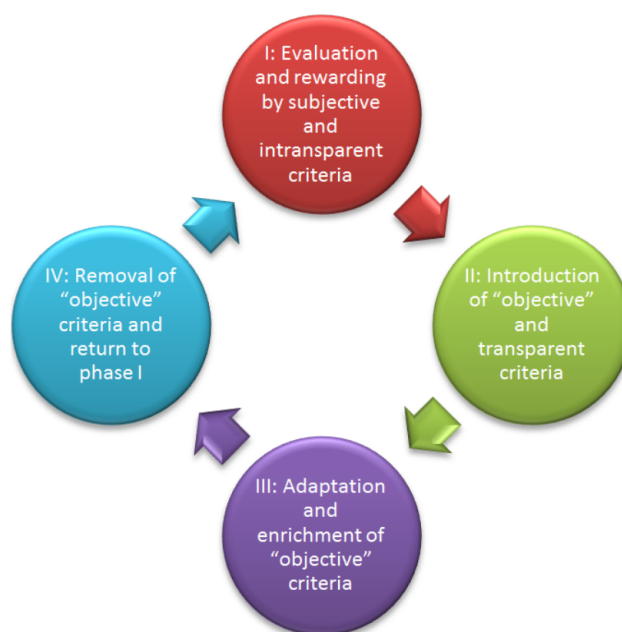 I: Evaluation
and rewarding
by subjective
and
intransparent
criteria
II: Introduction
of “objective”
and
transparent
criteria
III: Adaptation
and
enrichment of
“objective”
criteria
IV: Removal of
“objective”
criteria and
return to
phase I